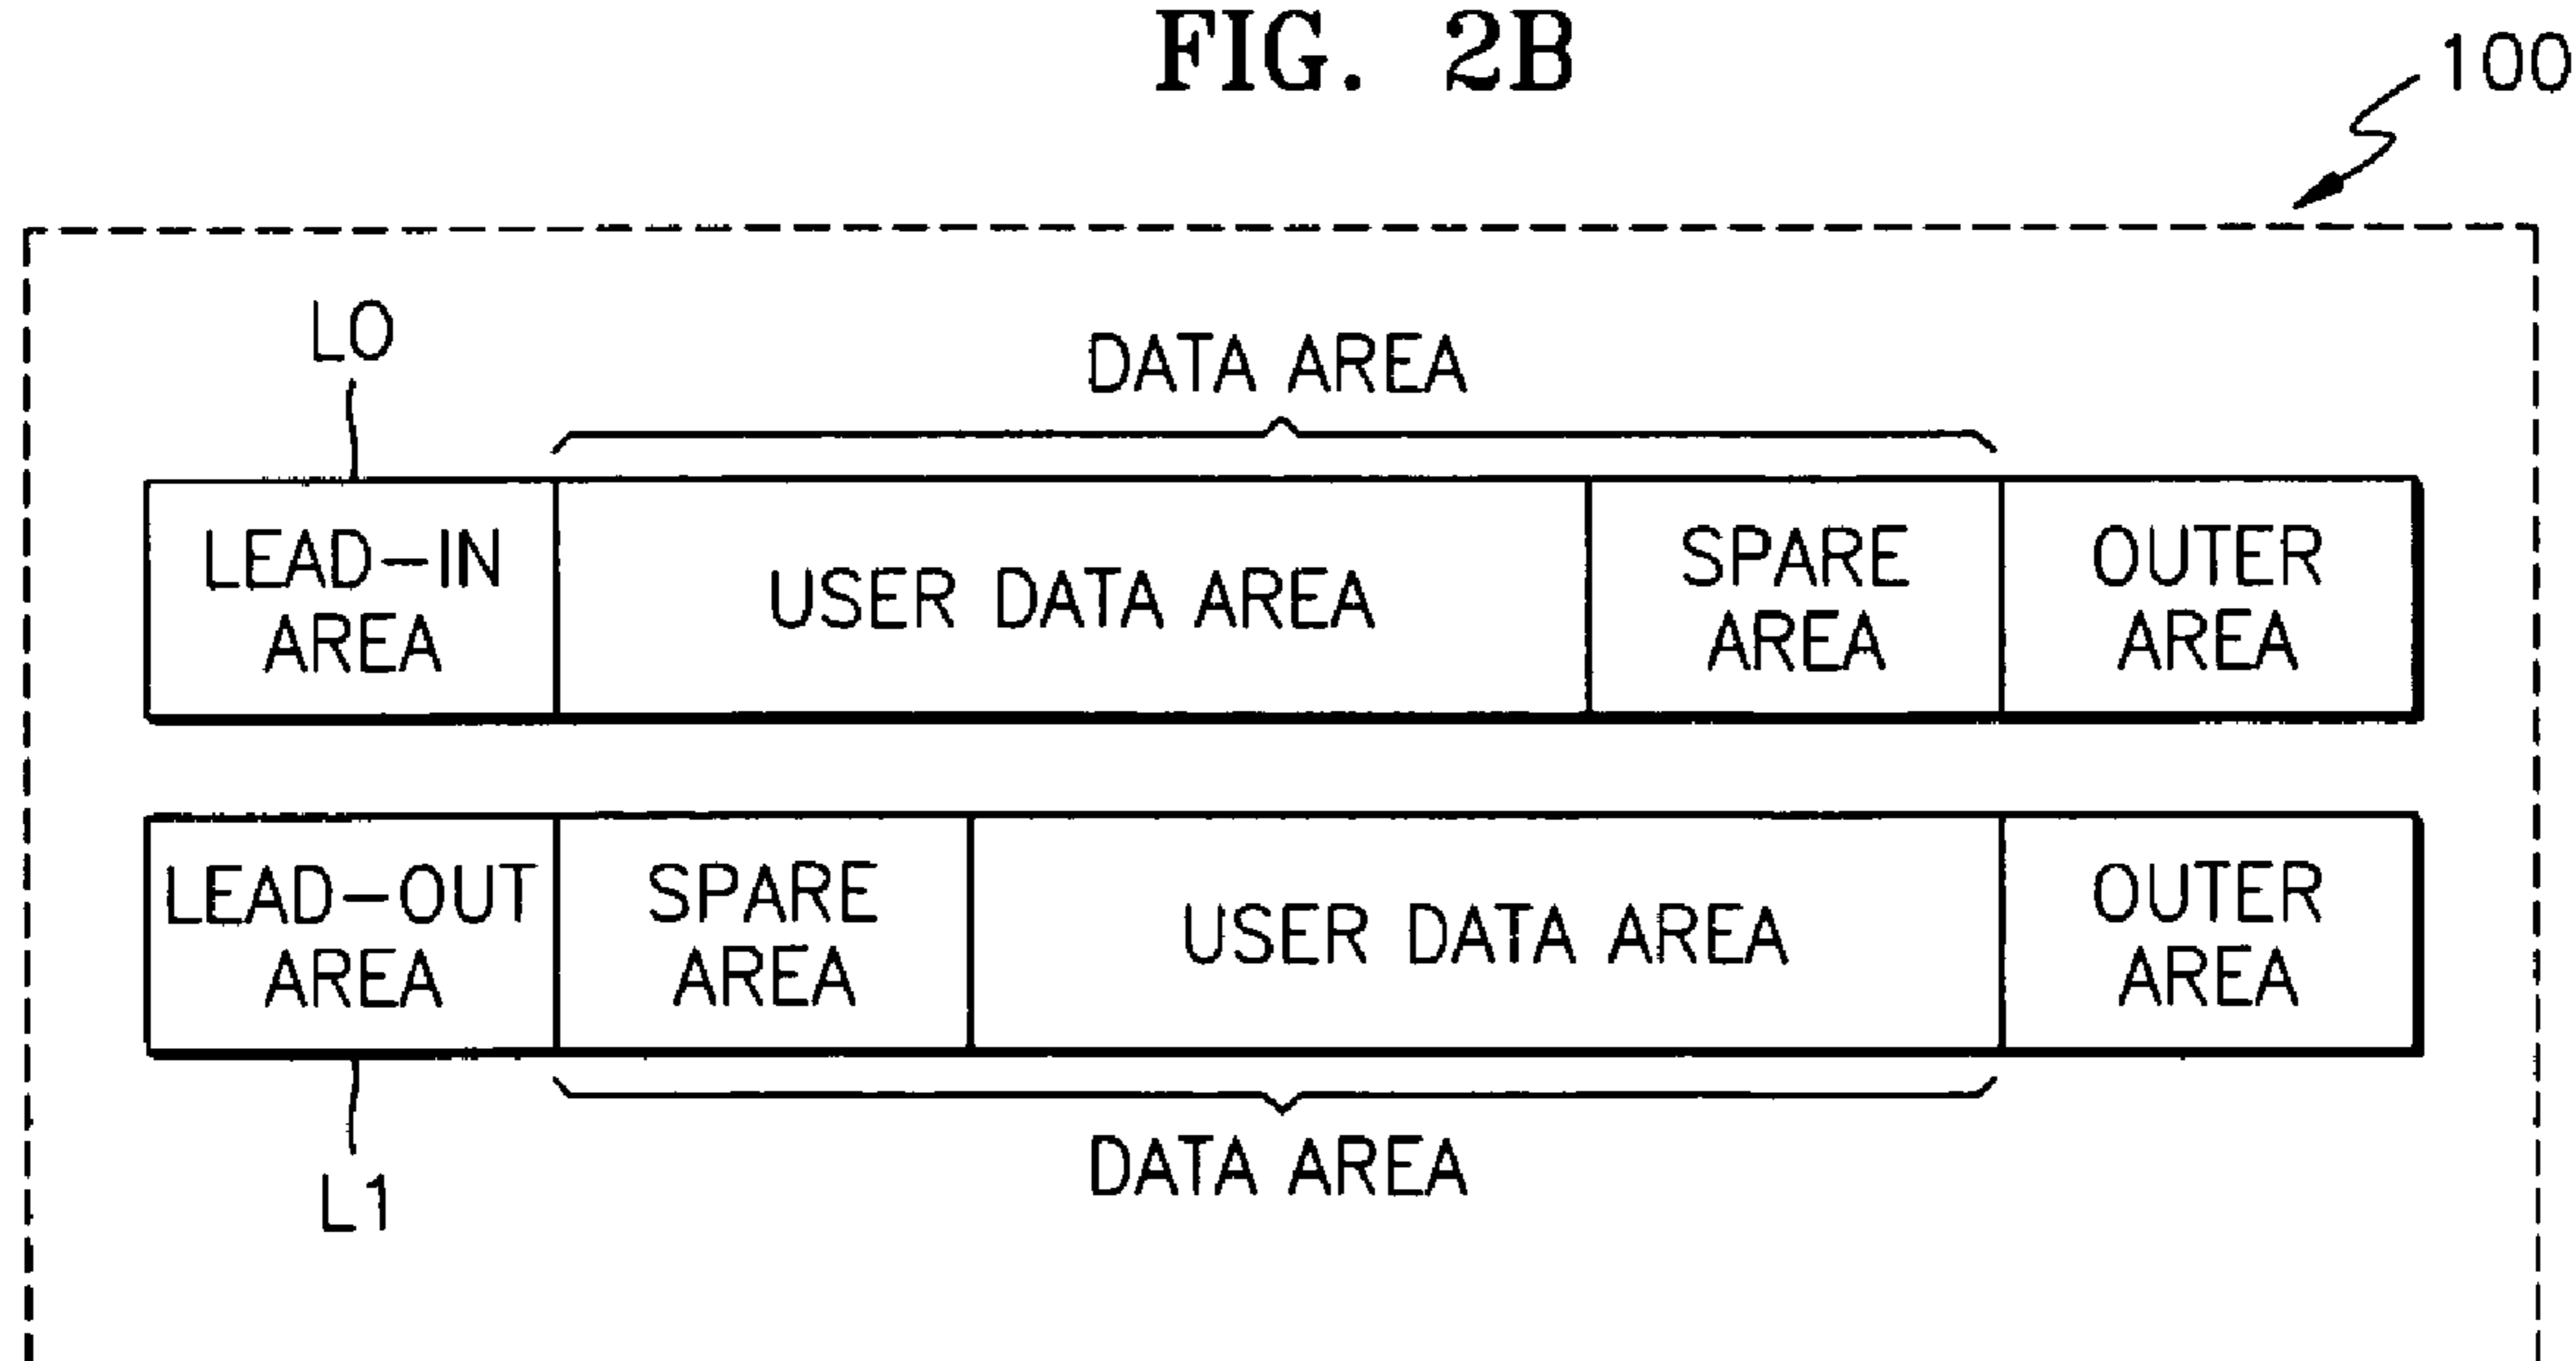 FIG. 2B
100
L0
DATA AREA
LEAD-IN
AREA
USER DATA AREA
SPARE
AREA
OUTER
AREA
LEAD-OUT
AREA
SPARE
AREA
USER DATA AREA
OUTER
AREA
DATA AREA
L1